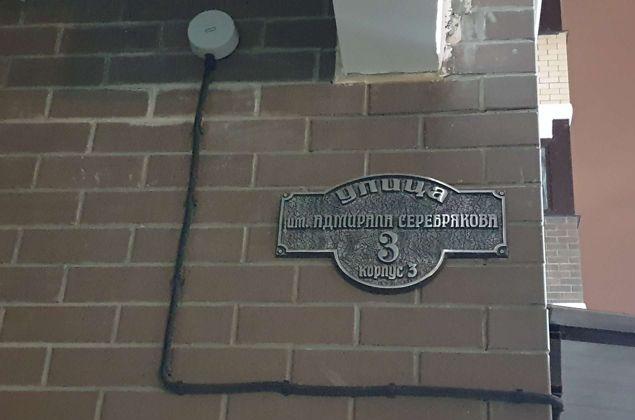 улица
им. АДМИРАЛА СЕРЕБРЯКОВА
3
корпус 3